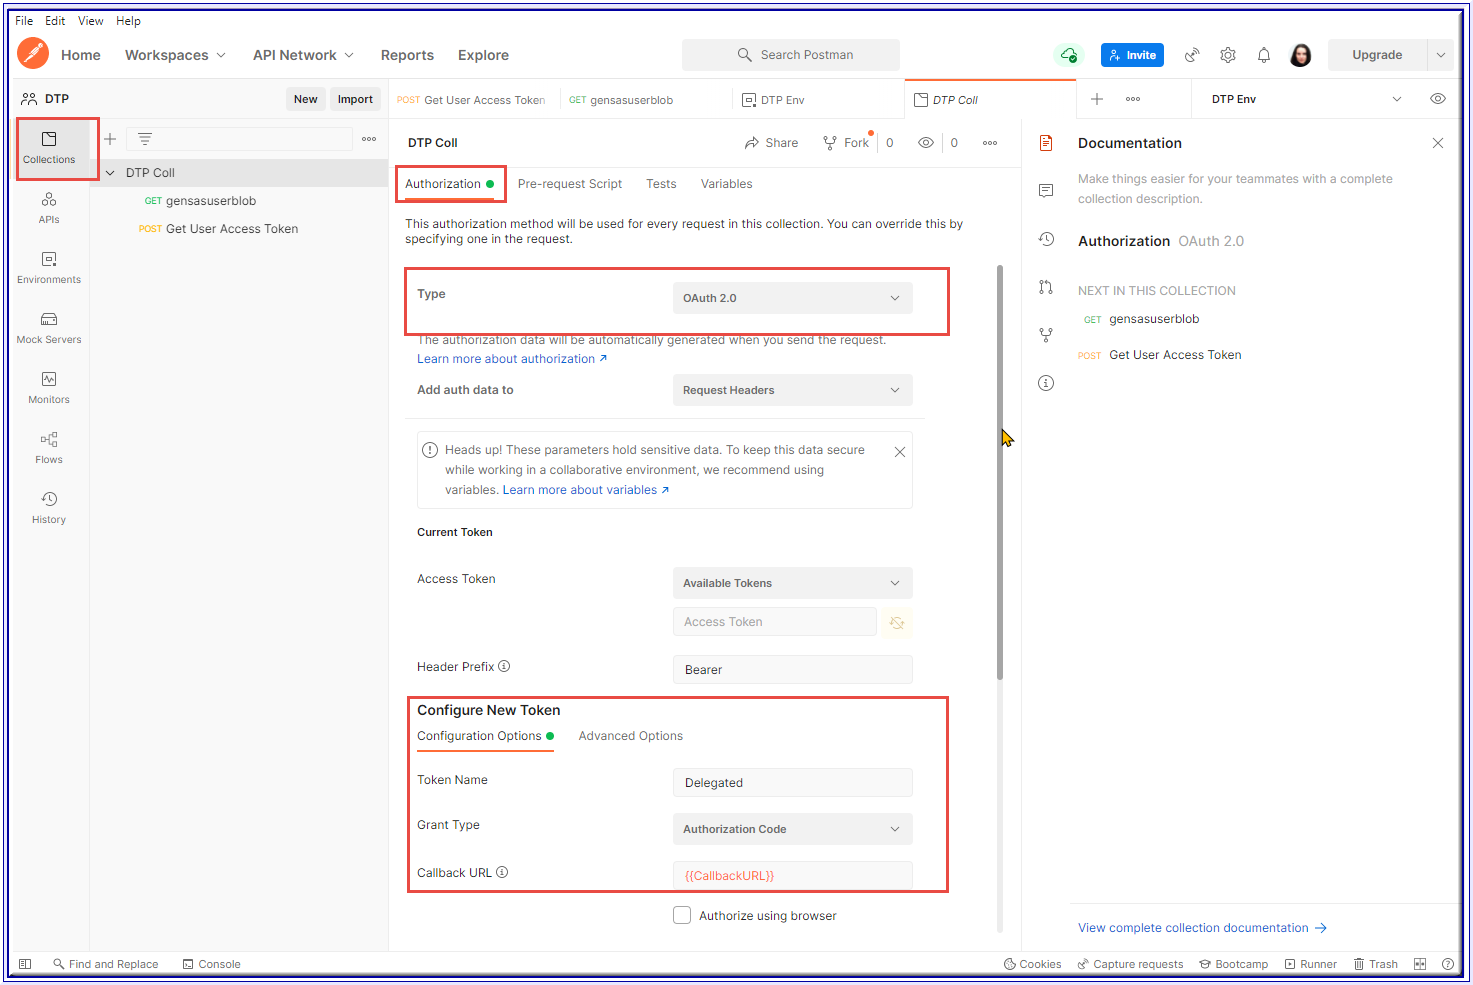 File Edit View Help
Home Workspaces API Network Reports Explore Search Postman Invite Upgrade
DTP New Import POST Get User Access Token GET gensasuserblob DTP Env DTP Coll DTP Env
Collections
APIs
Environments
Mock Servers
Monitors
Flows
History
DTP Coll
GET gensasuserblob
POST Get User Access Token
DTP Coll Share Fork 0 0
Authorization Pre-request Script Tests Variables
This authorization method will be used for every request in this collection. You can override this by
specifying one in the request.
Type OAuth 2.0
The authorization data will be automatically generated when you send the request.
Learn more about authorization ↗
Add auth data to Request Headers
Heads up! These parameters hold sensitive data. To keep this data secure
while working in a collaborative environment, we recommend using
variables. Learn more about variables ↗
Current Token
Access Token Available Tokens
Access Token
Header Prefix Bearer
Configure New Token
Configuration Options Advanced Options
Token Name Delegated
Grant Type Authorization Code
Callback URL {{CallbackURL}}
Authorize using browser
Documentation
Make things easier for your teammates with a complete
collection description.
Authorization OAuth 2.0
NEXT IN THIS COLLECTION
GET gensasuserblob
POST Get User Access Token
View complete collection documentation →
Find and Replace Console Cookies Capture requests Bootcamp Runner Trash